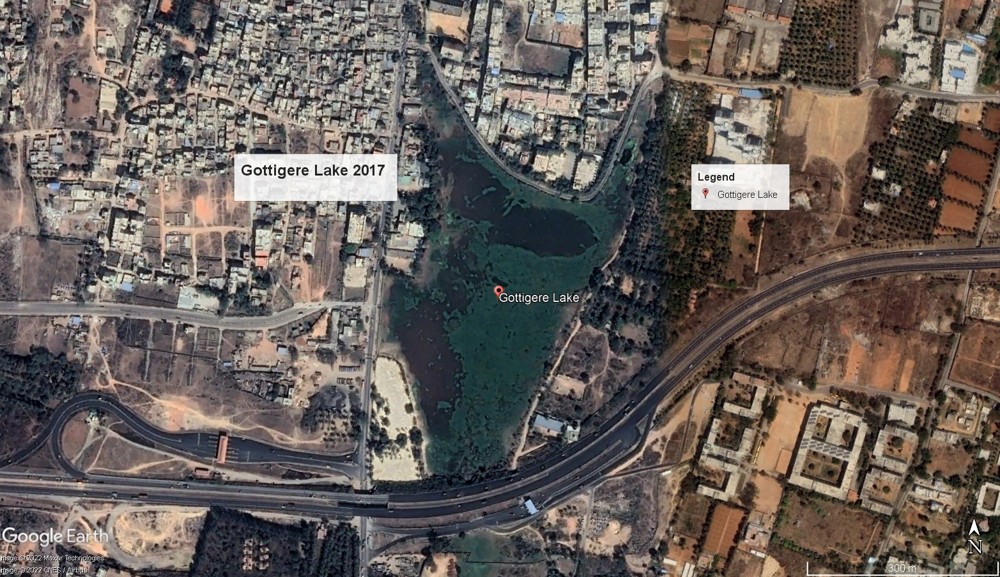 Gottigere Lake 2017
Legend
Gottigere Lake
Gottigere Lake
Google Earth
Image © 2022 Maxar Technologies
Image © 2022 CNES / Airbus
N
300 m